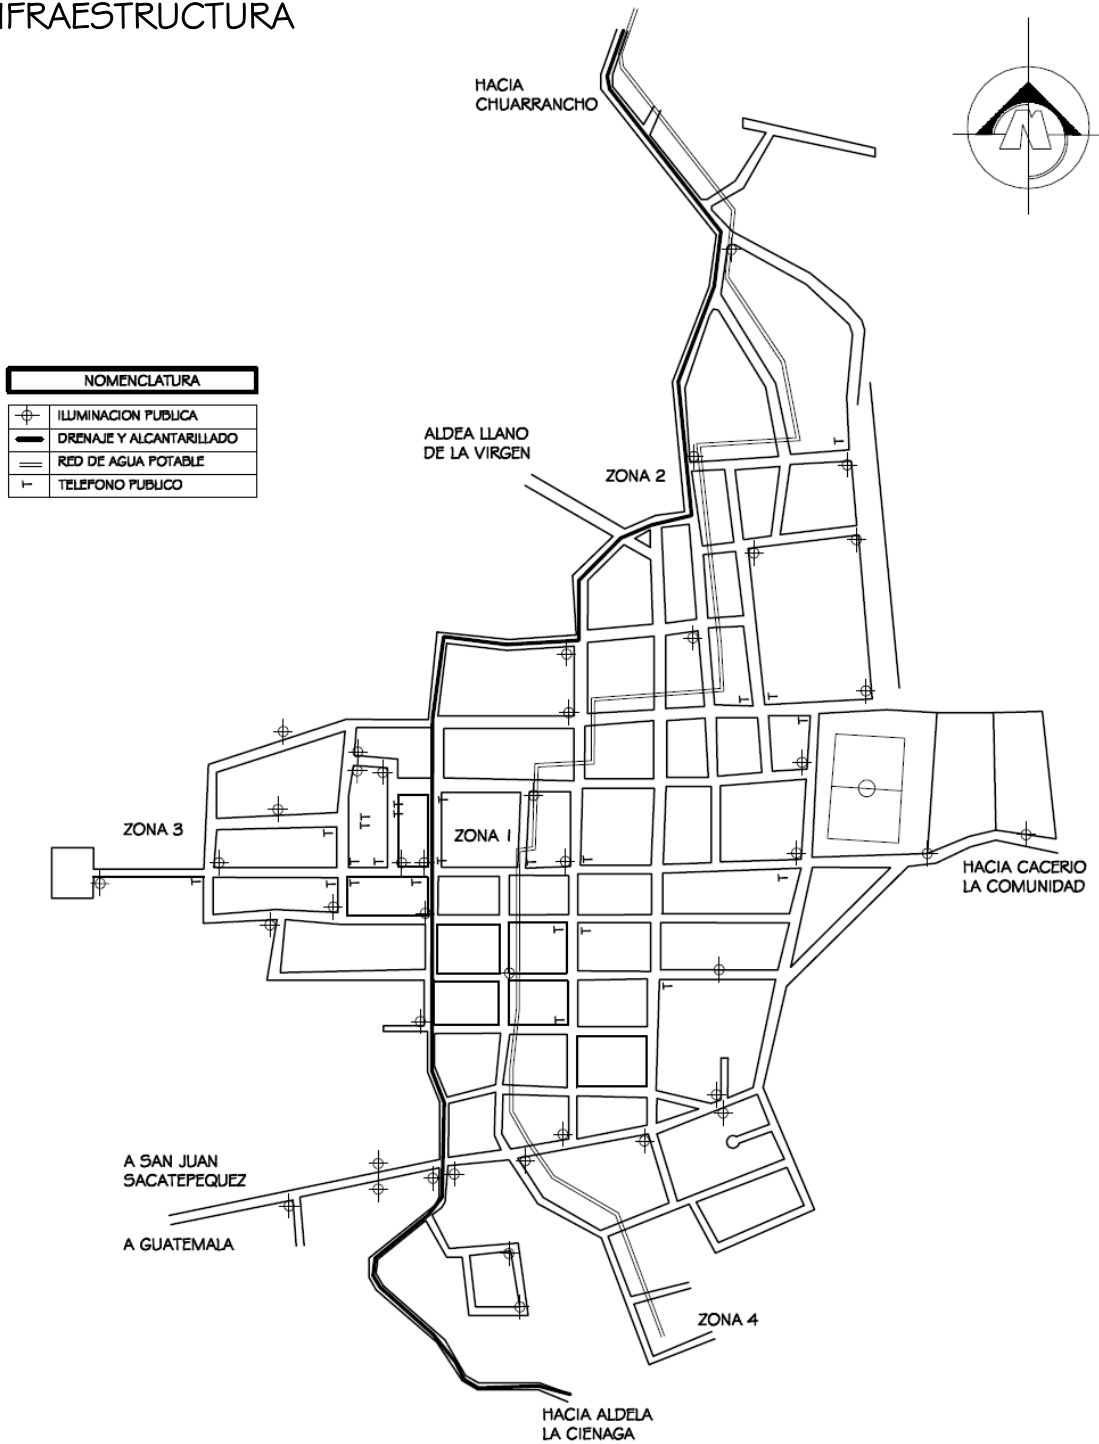 NFRAESTRUCTURA
HACIA
CHUARRANCHO
NOMENCLATURA
ILUMINACION PUBLICA
DRENAJE Y ALCANTARILLADO
RED DE AGUA POTABLE
TELEFONO PUBLICO
ALDEA LLANO
DE LA VIRGEN
ZONA 2
ZONA 3
ZONA 1
HACIA CACERIO
LA COMUNIDAD
A SAN JUAN
SACATEPEQUEZ
A GUATEMALA
ZONA 4
HACIA ALDELA
LA CIENAGA